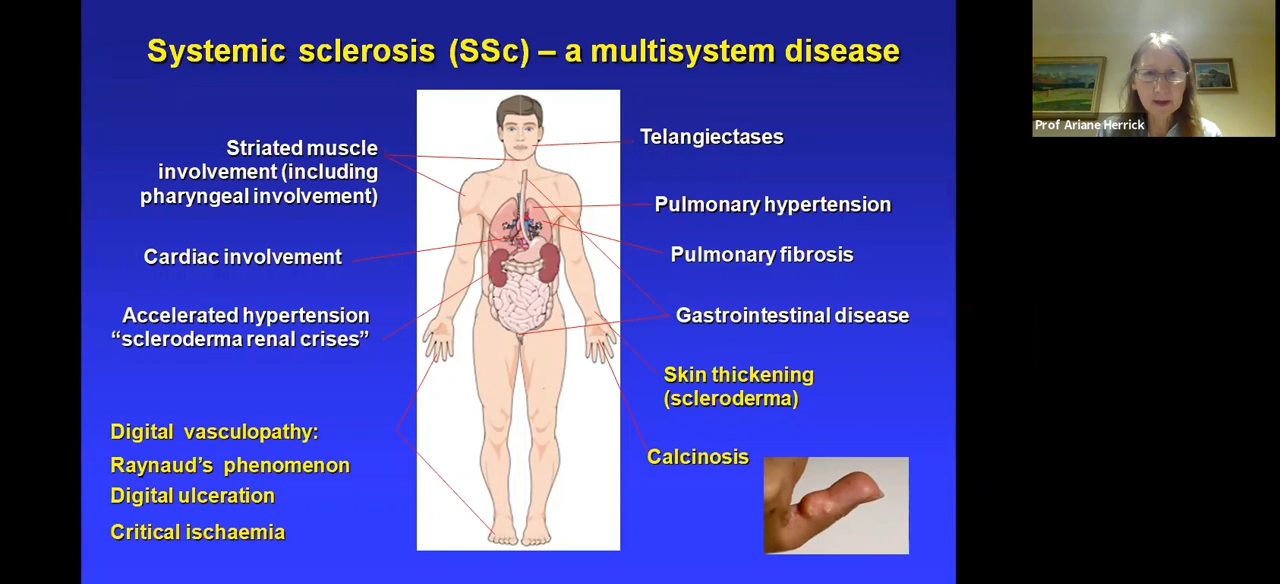 Systemic sclerosis (SSc) – a multisystem disease
Striated muscle
involvement (including
pharyngeal involvement)
Cardiac involvement
Accelerated hypertension
“scleroderma renal crises”
Digital vasculopathy:
Raynaud’s phenomenon
Digital ulceration
Critical ischaemia
Telangiectases
Pulmonary hypertension
Pulmonary fibrosis
Gastrointestinal disease
Skin thickening
(scleroderma)
Calcinosis
Prof Ariane Herrick